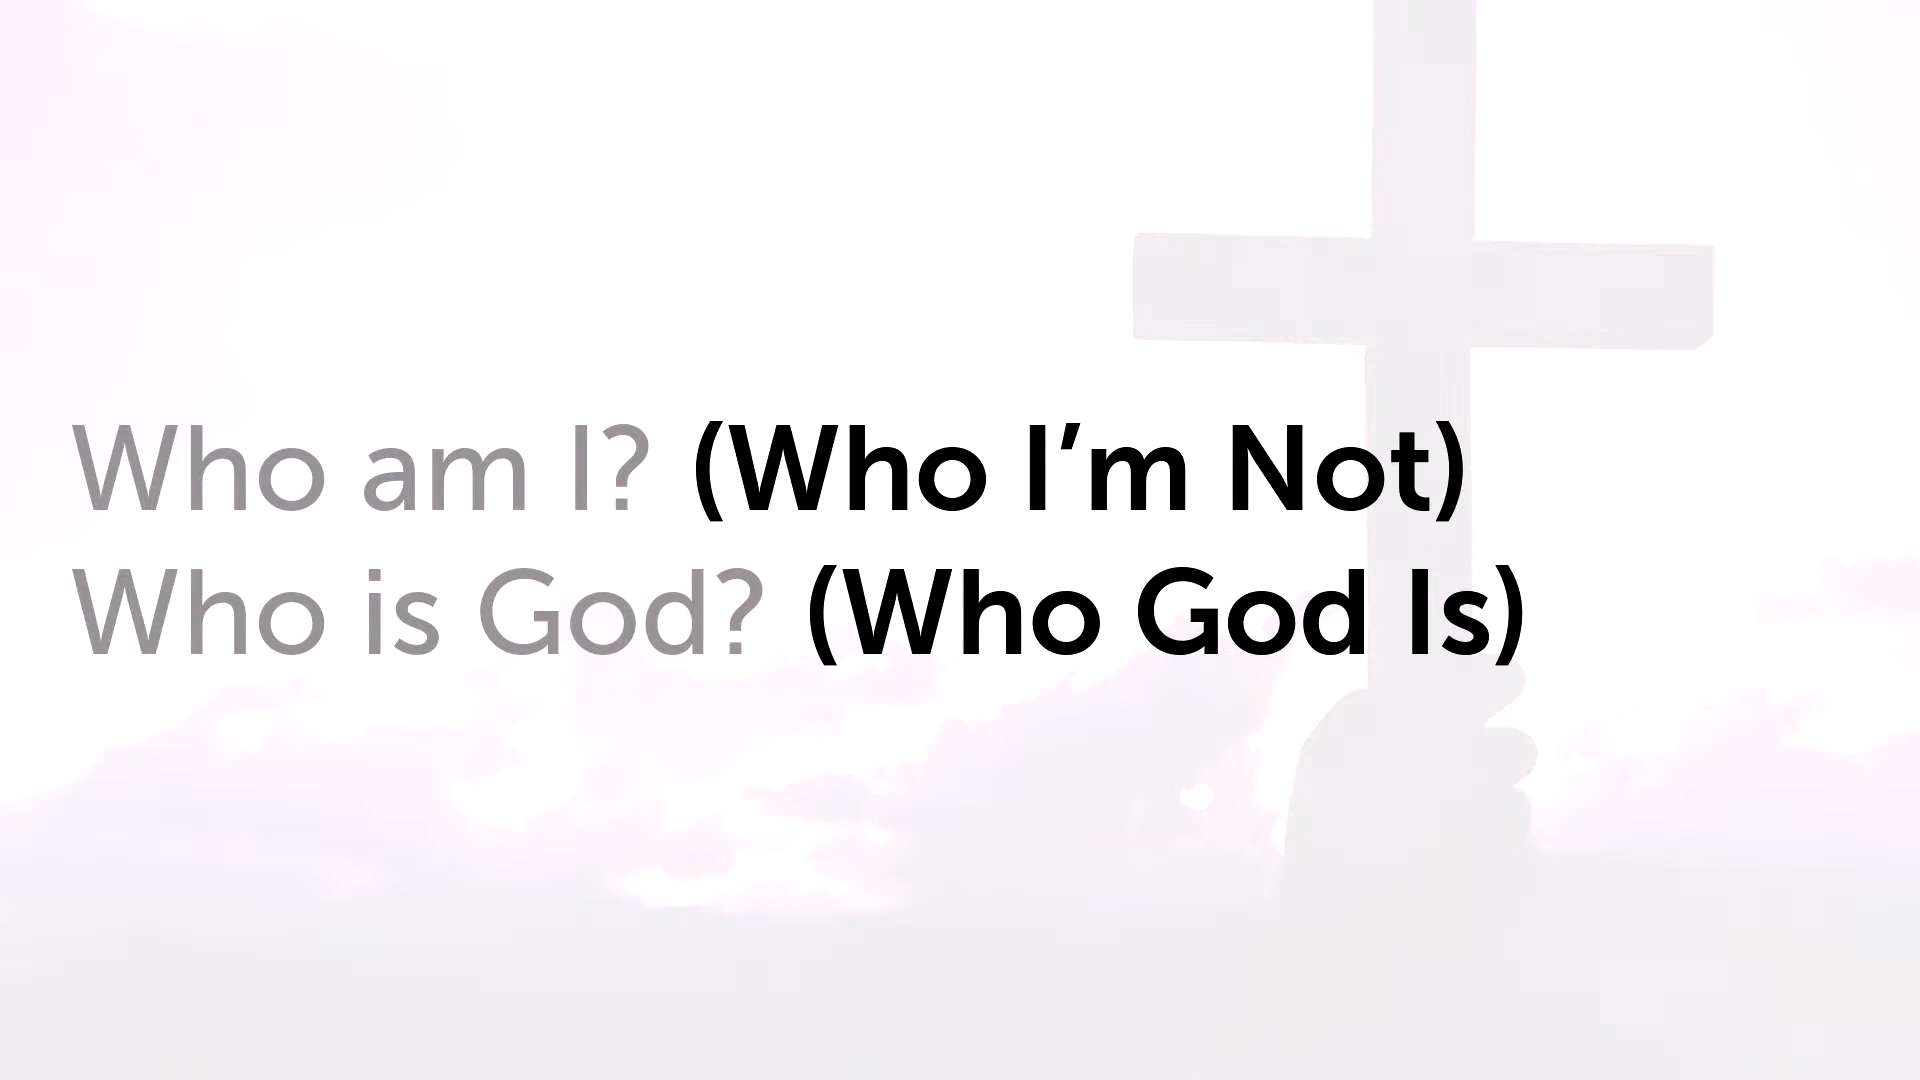 Who am I? (Who I’m Not)
Who is God? (Who God Is)